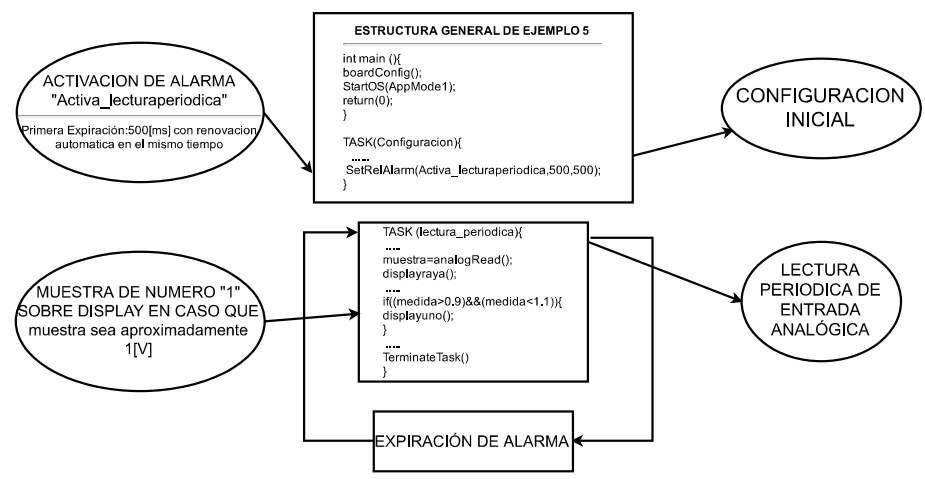 ESTRUCTURA GENERAL DE EJEMPLO 5
int main (){
boardConfig();
StartOS(AppMode1);
return(0);
}
TASK(Configuracion){
......
SetRelAlarm(Activa_lecturaperiodica,500,500);
}
ACTIVACION DE ALARMA
"Activa_lecturaperiodica"
Primera Expiración:500[ms] con renovacion
automatica en el mismo tiempo
CONFIGURACION
INICIAL
TASK (lectura_periodica){
.....
muestra=analogRead();
displayraya();
.....
if((medida>0.9)&&(medida<1.1)){
displayuno();
}
.....
TerminateTask()
}
MUESTRA DE NUMERO "1"
SOBRE DISPLAY EN CASO QUE
muestra sea aproximadamente
1[V]
LECTURA
PERIODICA DE
ENTRADA
ANALÓGICA
EXPIRACIÓN DE ALARMA